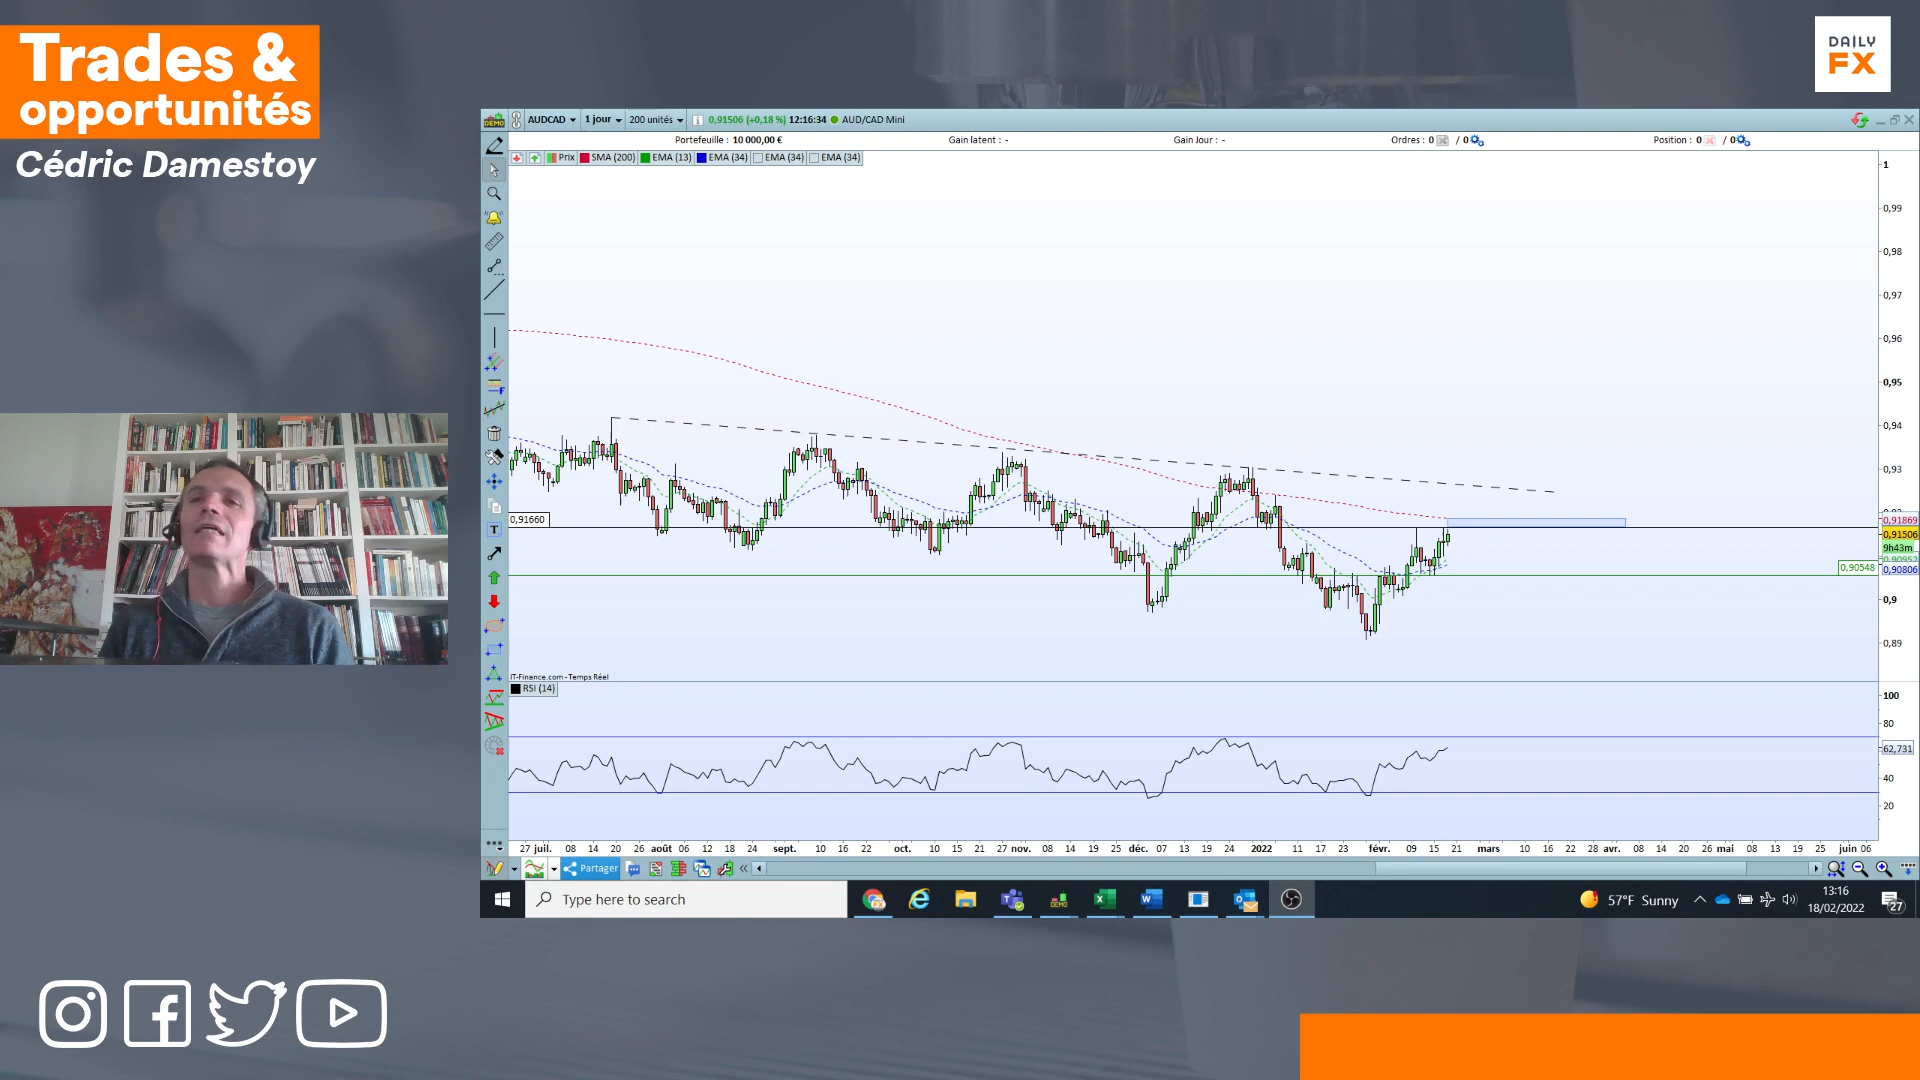 Trades &
opportunités
Cédric Damestoy
DAILY
FX
DEMO AUDCAD 1 jour 200 unités 0,91506 (+0,18 %) 12:16:34 AUD/CAD Mini
Portefeuille : 10 000,00 € Gain latent : - Gain Jour : - Ordres : 0 / 0 Position : 0 / 0
Prix SMA (200) EMA (13) EMA (34) EMA (34) EMA (34)
1
0,99
0,98
0,97
0,96
0,95
0,94
0,93
0,91660
0,91869
0,91506
9h43m
0,90548
0,90806
0,9
0,89
IT-Finance.com - Temps Réel
RSI (14)
100
80
62,731
40
20
27 juil. 08 14 20 26 août 06 12 18 24 sept. 10 16 22 oct. 10 15 21 27 nov. 08 14 19 25 déc. 07 13 18 24 2022 11 17 23 févr. 09 15 21 mars 10 16 22 28 avr. 08 14 20 26 mai 08 13 19 25 juin 06
Partager
Type here to search
57°F Sunny
13:16
18/02/2022
27